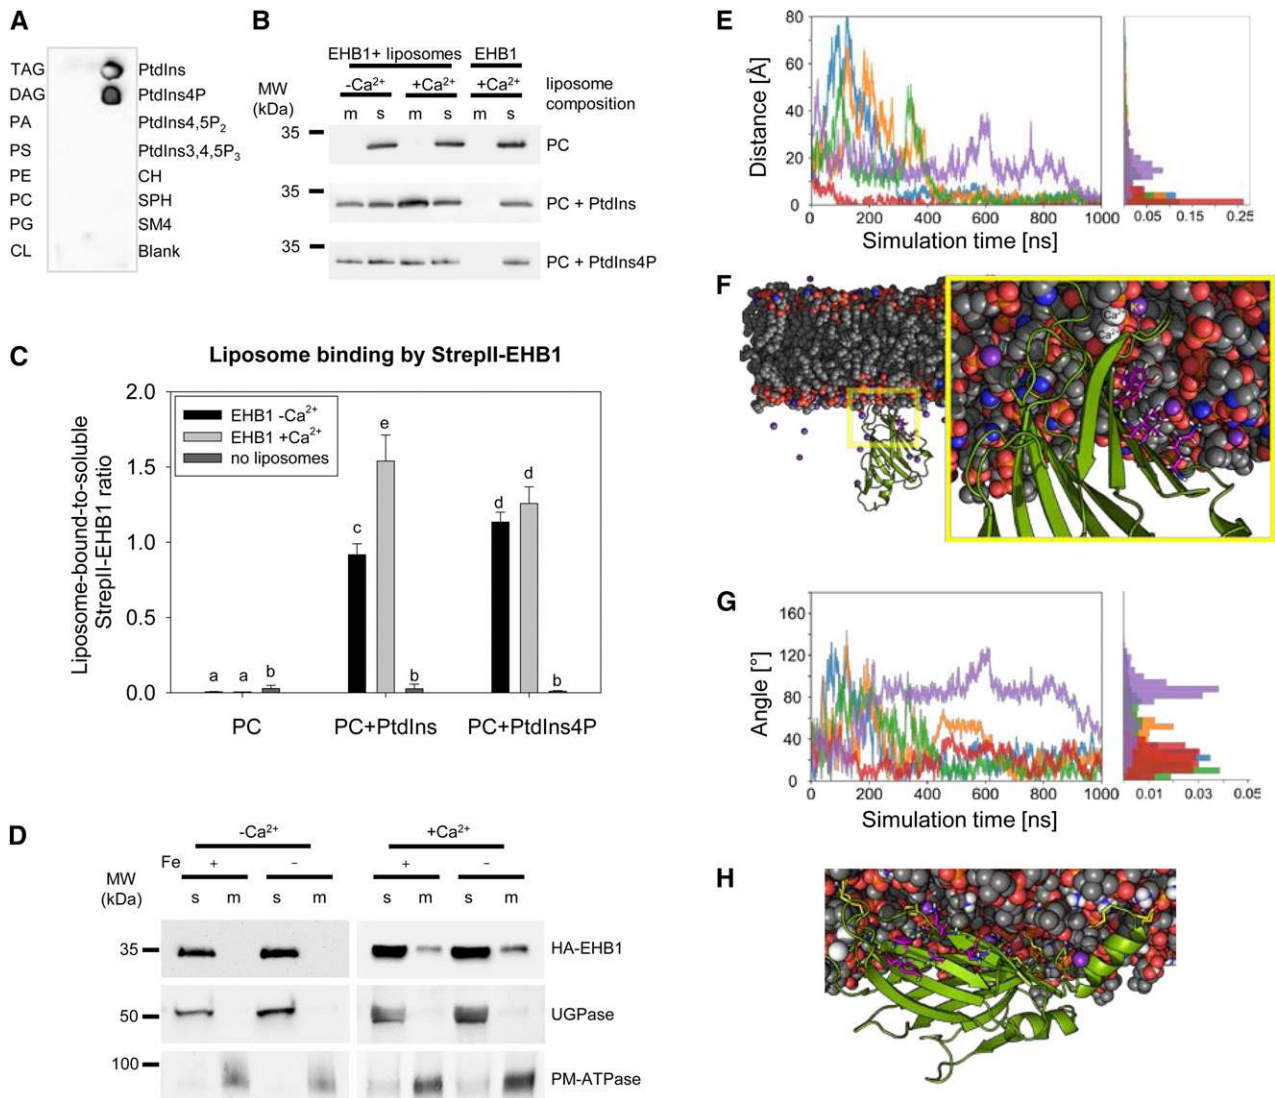 A
TAG PtdIns
DAG PtdIns4P
PA PtdIns4,5P₂
PS PtdIns3,4,5P₃
PE CH
PC SPH
PG SM4
CL Blank
B
EHB1+ liposomes EHB1
MW (kDa) -Ca²⁺ +Ca²⁺ +Ca²⁺ liposome composition
m s m s m s
35 PC
35 PC + PtdIns
35 PC + PtdIns4P
C
Liposome binding by StrepII-EHB1
Liposome-bound-to-soluble
StrepII-EHB1 ratio
2.0
1.5
1.0
0.5
0.0
EHB1 -Ca²⁺
EHB1 +Ca²⁺
no liposomes
a a b
c e b
d d b
PC PC+PtdIns PC+PtdIns4P
D
-Ca²⁺ +Ca²⁺
Fe + – + –
MW (kDa)
s m s m s m s m
35 HA-EHB1
50 UGPase
100 PM-ATPase
E
Distance [Å]
80
60
40
20
0
0 200 400 600 800 1000
Simulation time [ns]
0.05 0.15 0.25
F
Ca²⁺
Ca²⁺
K⁺
G
Angle [°]
160
120
80
40
0
0 200 400 600 800 1000
Simulation time [ns]
0.01 0.03 0.05
H